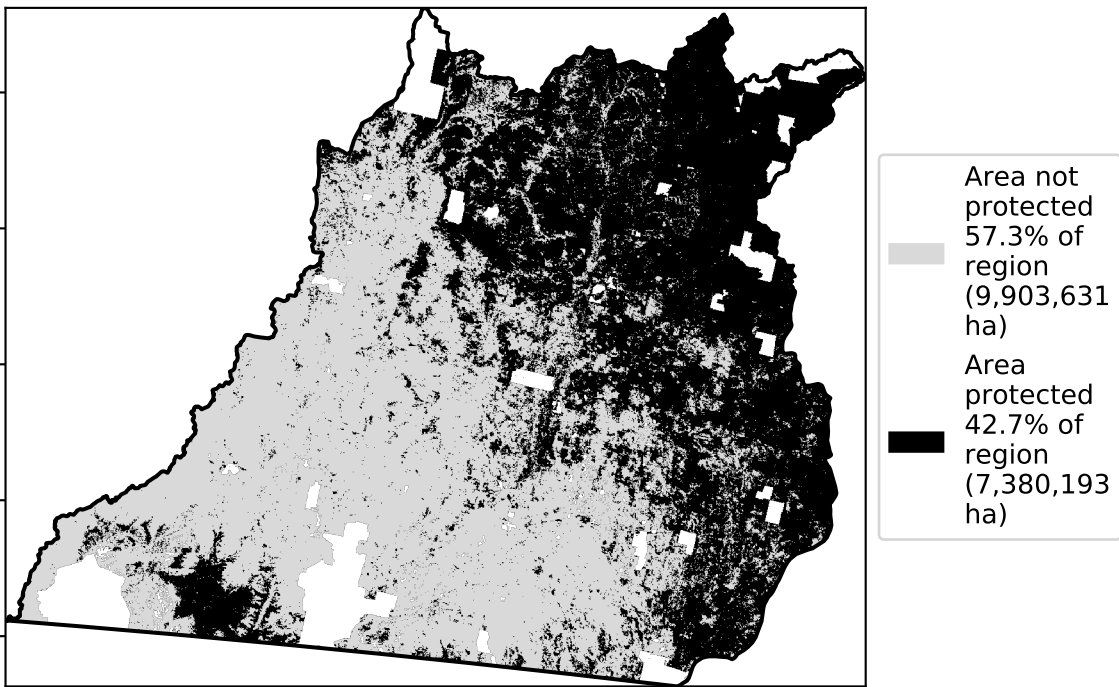 Area not
protected
57.3% of
region
(9,903,631
ha)
Area
protected
42.7% of
region
(7,380,193
ha)